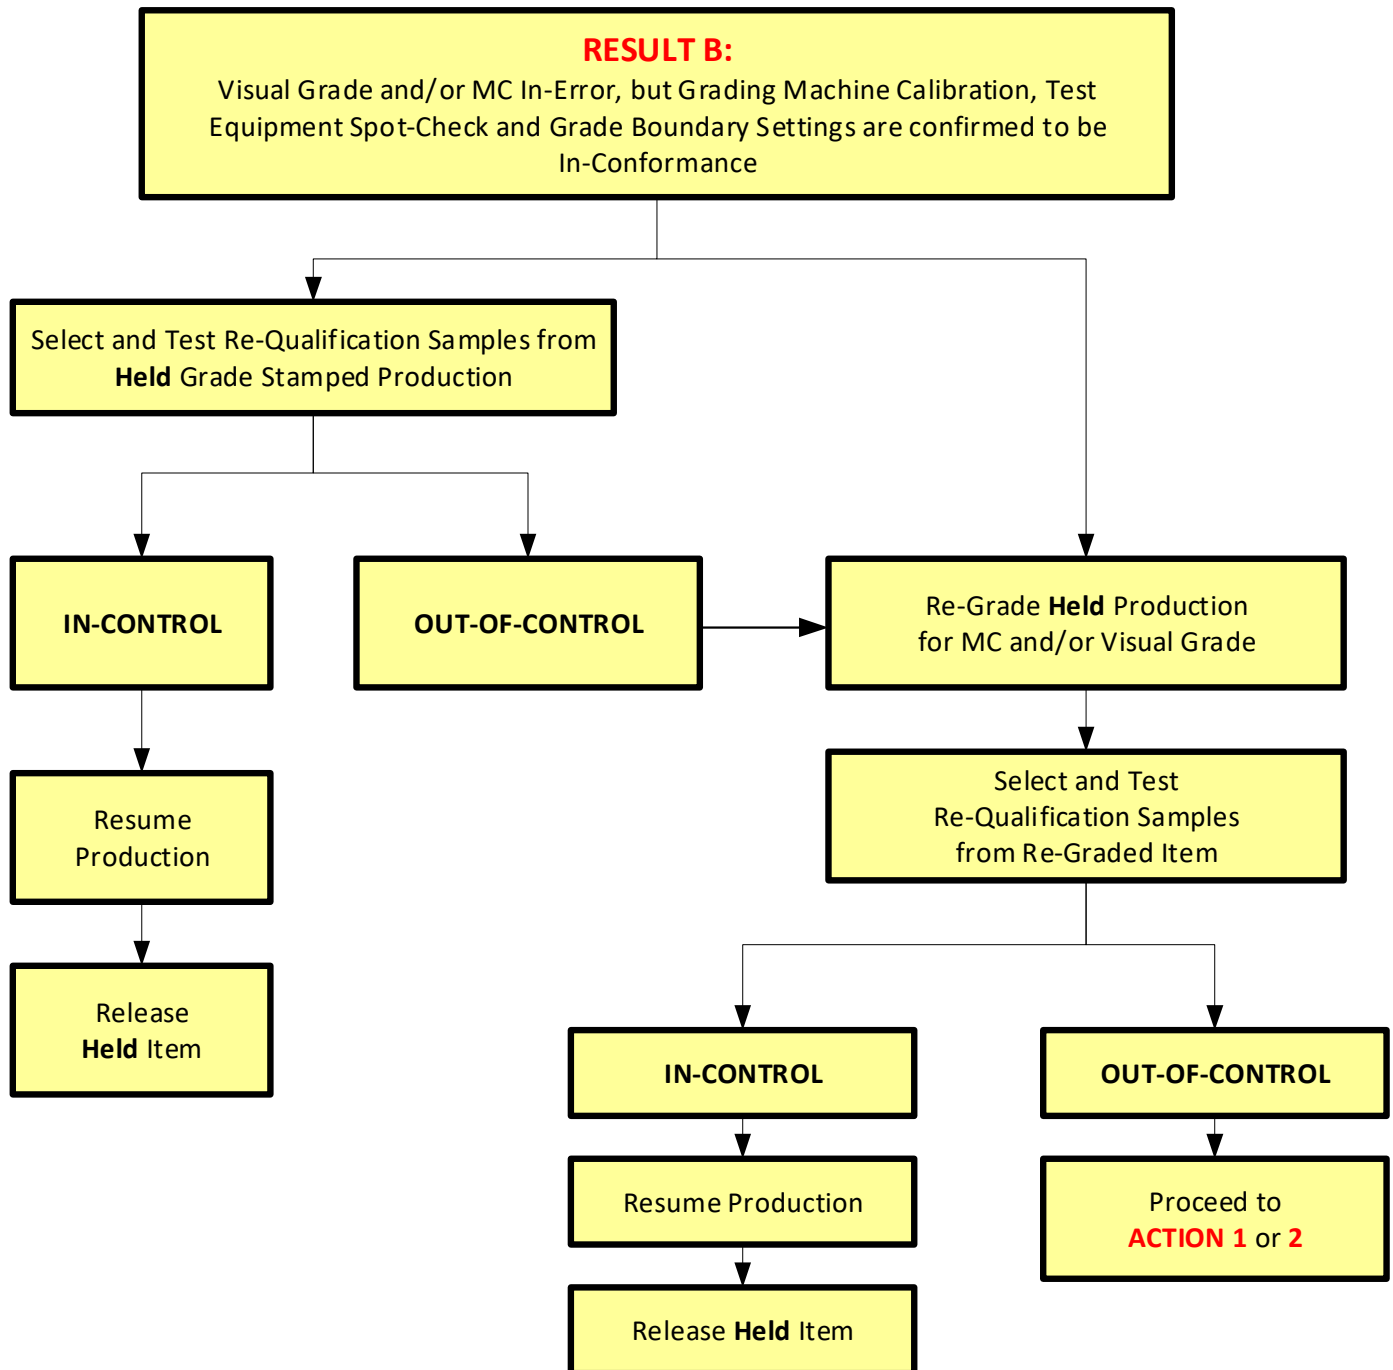 RESULT B:
Visual Grade and/or MC In-Error, but Grading Machine Calibration, Test
Equipment Spot-Check and Grade Boundary Settings are confirmed to be
In-Conformance
Select and Test Re-Qualification Samples from
Held Grade Stamped Production
IN-CONTROL
OUT-OF-CONTROL
Re-Grade Held Production
for MC and/or Visual Grade
Resume
Production
Select and Test
Re-Qualification Samples
from Re-Graded Item
Release
Held Item
IN-CONTROL
OUT-OF-CONTROL
Resume Production
Proceed to
ACTION 1 or 2
Release Held Item